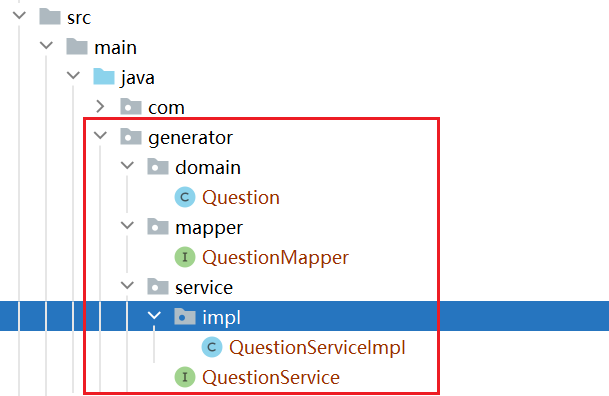 src
main
java
com
generator
domain
C Question
mapper
I QuestionMapper
service
impl
C QuestionServiceImpl
I QuestionService